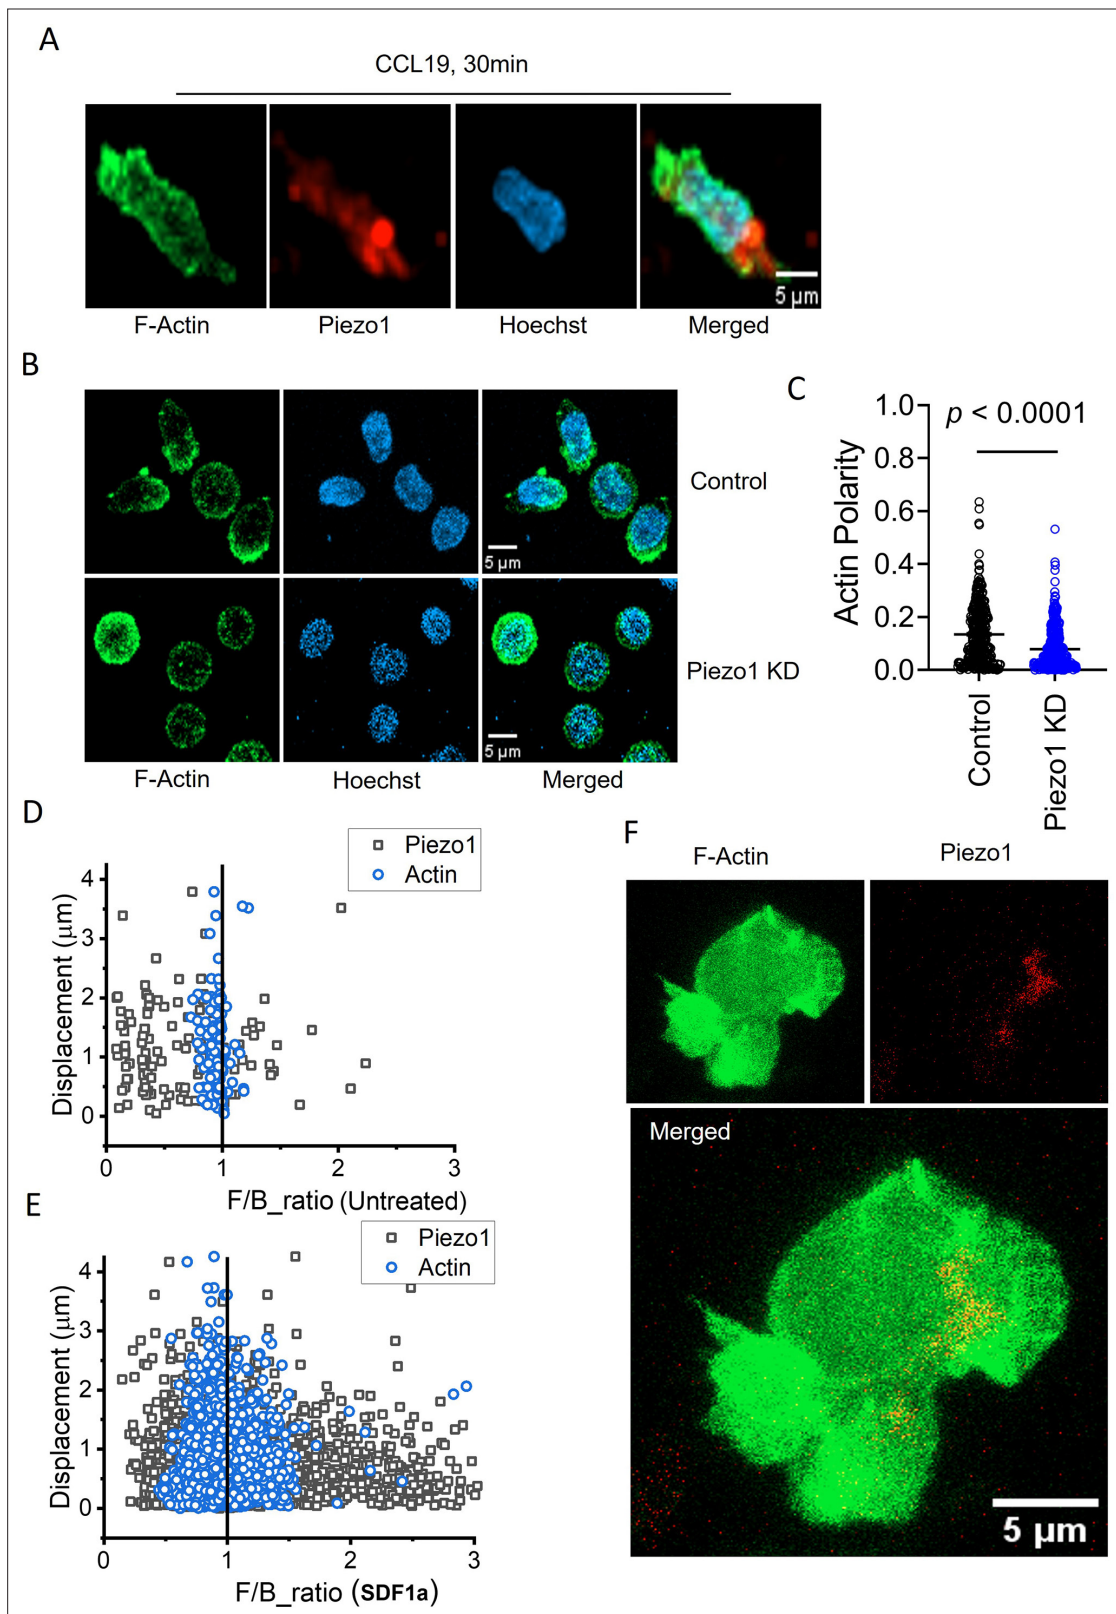 A
CCL19, 30min
5 µm
F-Actin
Piezo1
Hoechst
Merged
B
Control
5 µm
Piezo1 KD
5 µm
F-Actin
Hoechst
Merged
C
p < 0.0001
Actin Polarity
1.0
0.8
0.6
0.4
0.2
0.0
Control
Piezo1 KD
D
Piezo1
Actin
Displacement (µm)
4
3
2
1
0
0 1 2 3
F/B_ratio (Untreated)
E
Piezo1
Actin
Displacement (µm)
4
3
2
1
0
0 1 2 3
F/B_ratio (SDF1a)
F
F-Actin
Piezo1
Merged
5 µm